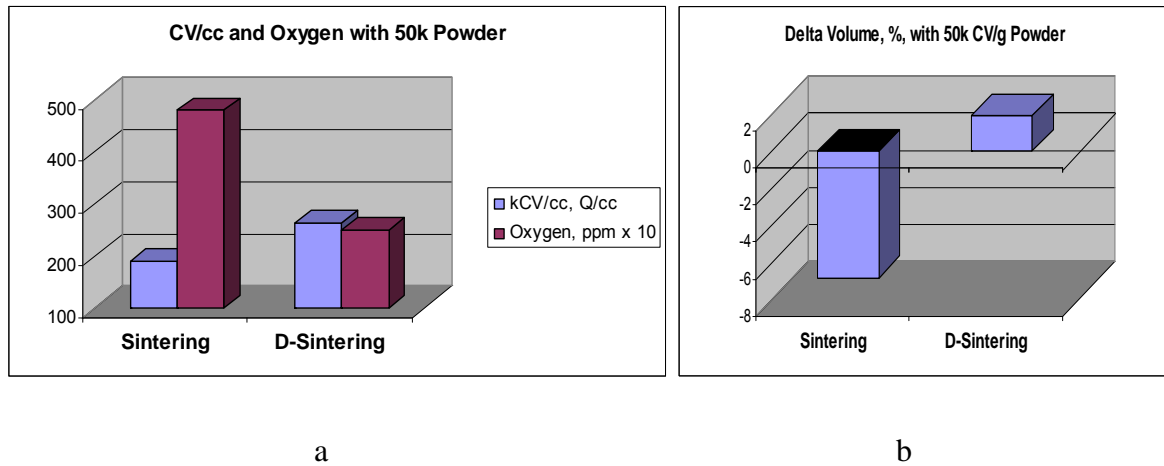 CV/cc and Oxygen with 50k Powder
500
400
300
200
100
Sintering D-Sintering
kCV/cc, Q/cc
Oxygen, ppm x 10
Delta Volume, %, with 50k CV/g Powder
2
0
-2
-4
-6
-8
Sintering D-Sintering
a
b